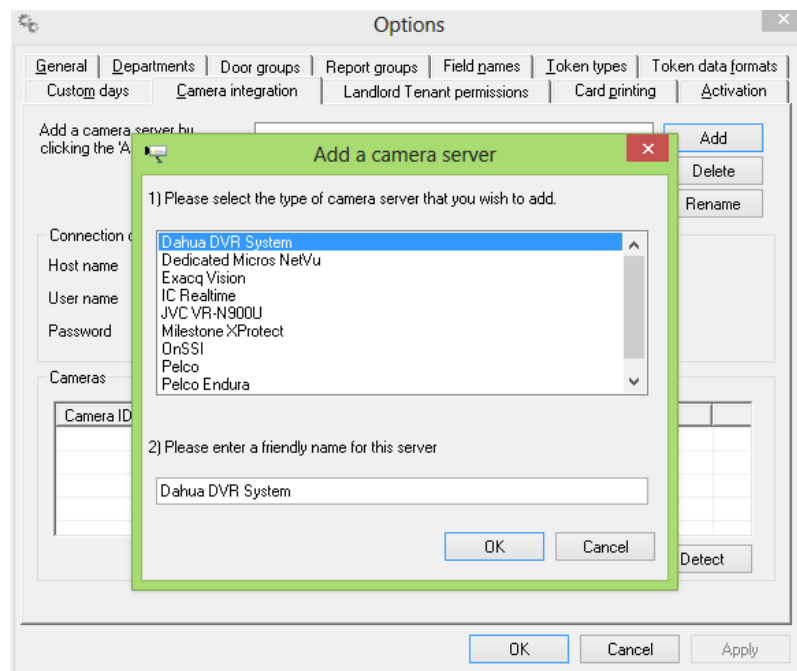 Options
General Departments Door groups Report groups Field names Token types Token data formats
Custom days Camera integration Landlord Tenant permissions Card printing Activation
Add a camera server by
clicking the 'A
Add
Delete
Rename
Connection
Host name
User name
Password
Cameras
Camera ID
Detect
Add a camera server
1) Please select the type of camera server that you wish to add.
Dahua DVR System
Dedicated Micros NetVu
Exacq Vision
IC Realtime
JVC VR-N900U
Milestone XProtect
OnSSI
Pelco
Pelco Endura
2) Please enter a friendly name for this server
Dahua DVR System
OK Cancel
OK Cancel Apply